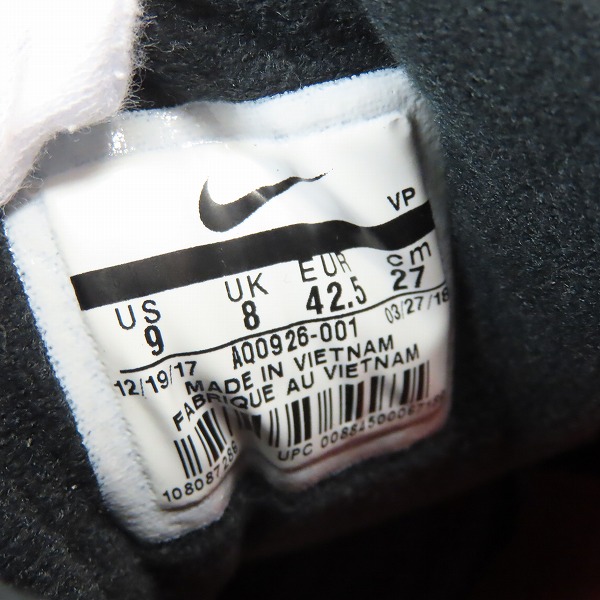 VP
US UK EUR cm
9 8 42.5 27
12/19/17 AQ0926-001 03/27/18
MADE IN VIETNAM
FABRIQUE AU VIETNAM